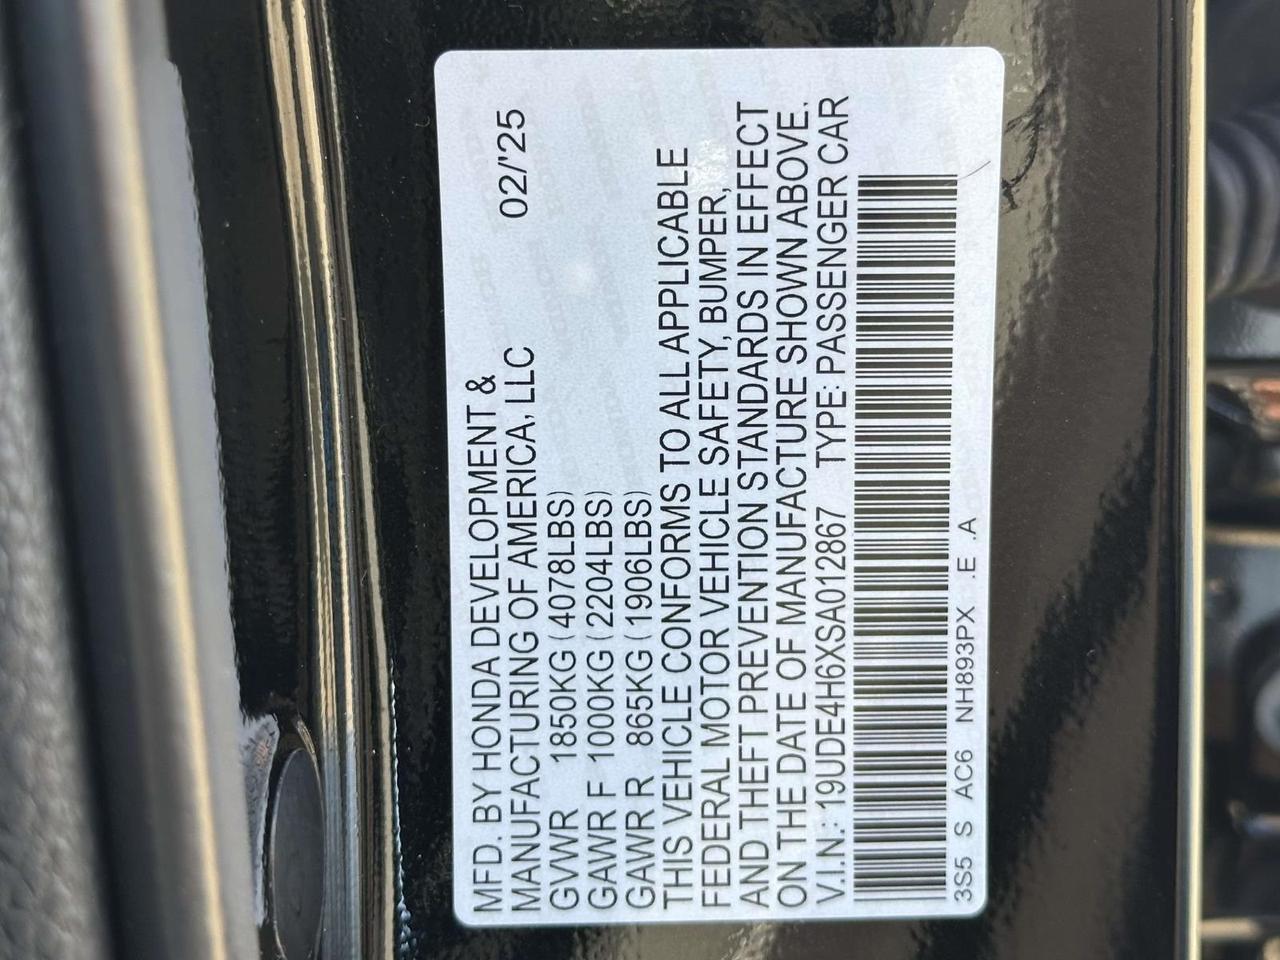 MFD. BY HONDA DEVELOPMENT &
MANUFACTURING OF AMERICA, LLC 02/'25
GVWR 1850KG (4078LBS)
GAWR F 1000KG (2204LBS)
GAWR R 865KG (1906LBS)
THIS VEHICLE CONFORMS TO ALL APPLICABLE
FEDERAL MOTOR VEHICLE SAFETY, BUMPER,
AND THEFT PREVENTION STANDARDS IN EFFECT
ON THE DATE OF MANUFACTURE SHOWN ABOVE.
V.I.N.: 19UDE4H6XSA012867 TYPE: PASSENGER CAR
3S5 S AC6 NH893PX .E .A